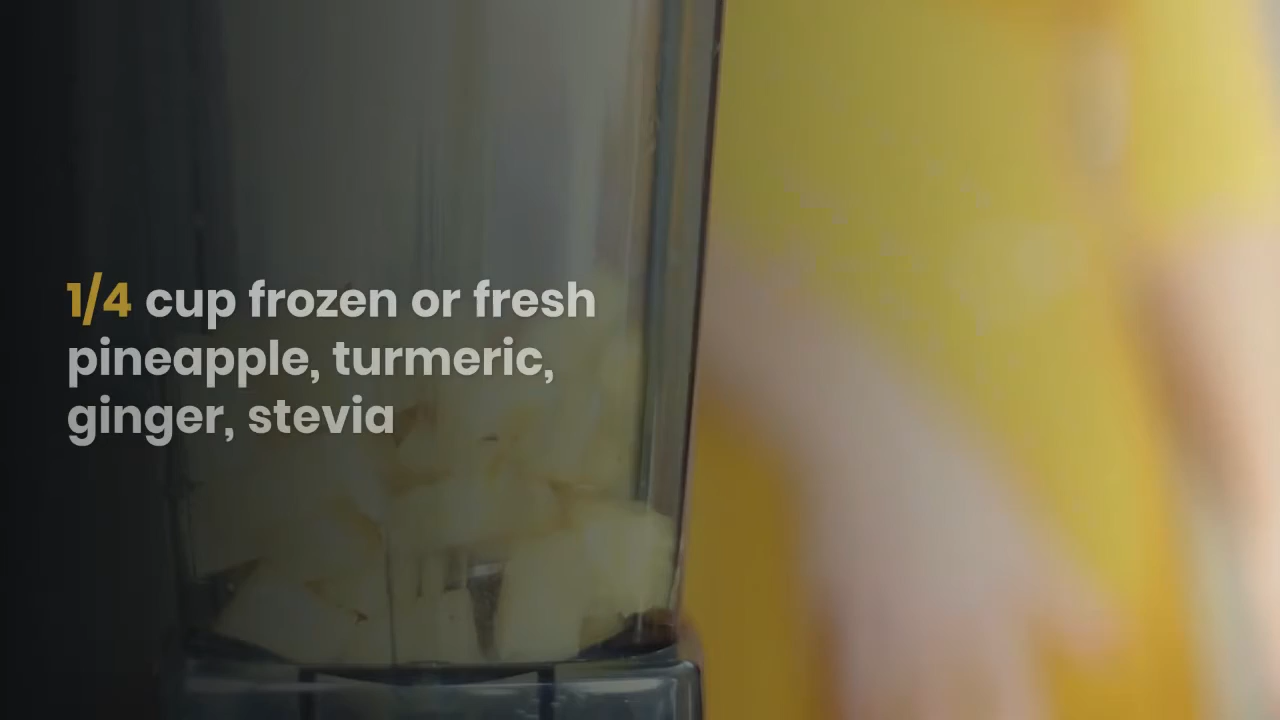 1/4 cup frozen or fresh
pineapple, turmeric,
ginger, stevia